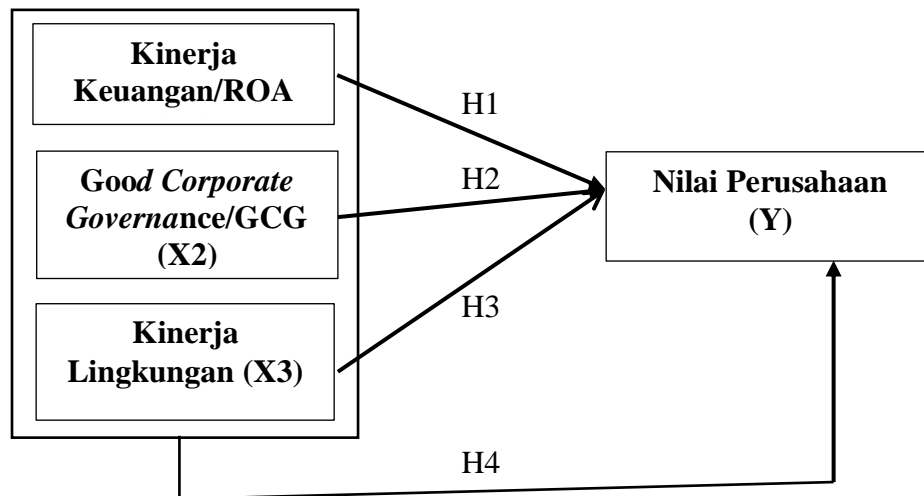 Kinerja
Keuangan/ROA
H1
Good Corporate
Governance/GCG
(X2)
H2
Nilai Perusahaan
(Y)
Kinerja
Lingkungan (X3)
H3
H4